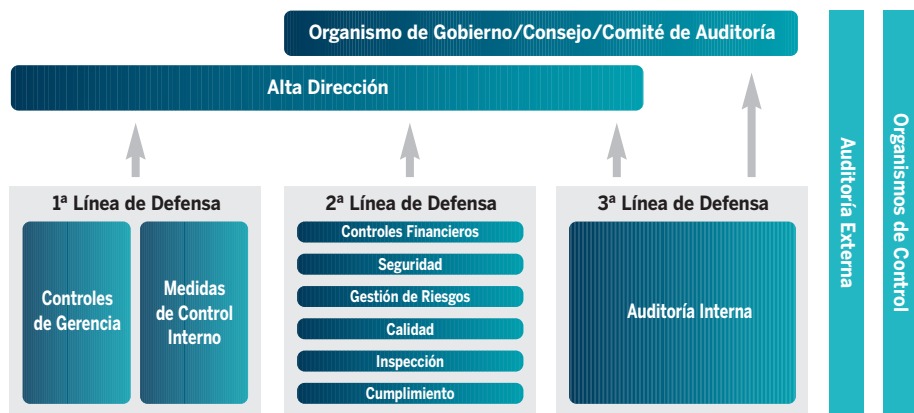 Organismo de Gobierno/Consejo/Comité de Auditoría
Alta Dirección
1ª Línea de Defensa
Controles
de Gerencia
Medidas
de Control
Interno
2ª Línea de Defensa
Controles Financieros
Seguridad
Gestión de Riesgos
Calidad
Inspección
Cumplimiento
3ª Línea de Defensa
Auditoría Interna
Auditoría Externa
Organismos de Control